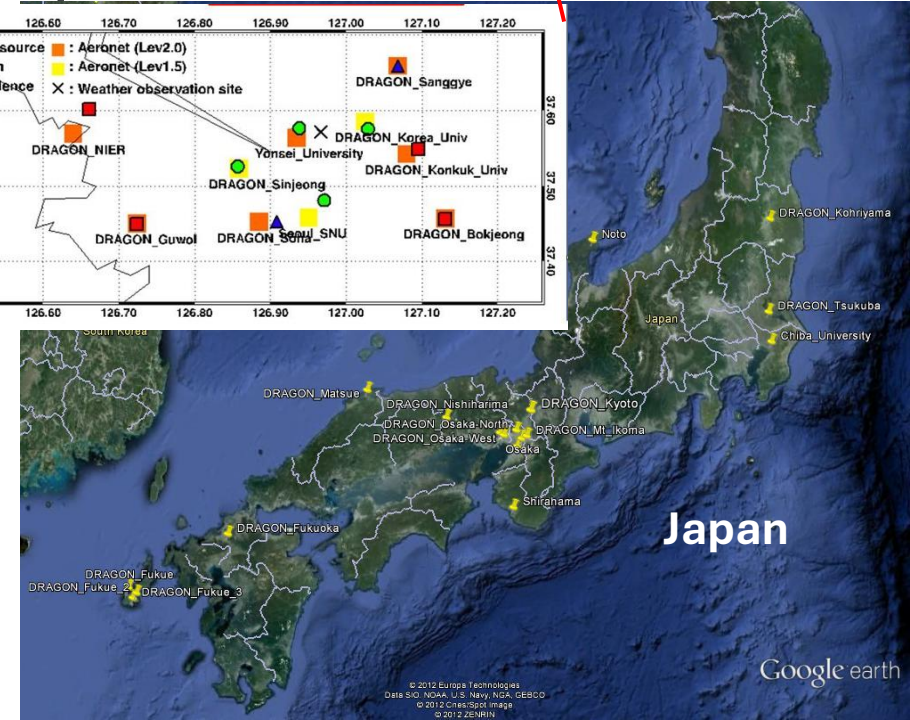 126.60 126.70 126.80 126.90 127.00 127.10 127.20
source : Aeronet (Lev2.0)
: Aeronet (Lev1.5)
ence × : Weather observation site
DRAGON_Sanggye
37.60
DRAGON_NIER
Yonsei_University
DRAGON_Korea_Univ
DRAGON_Konkuk_Univ
DRAGON_Sinjeong
37.50
DRAGON_Guwol
Seoul_SNU
DRAGON_Bokjeong
37.40
126.60 126.70 126.80 126.90 127.00 127.10 127.20
DRAGON_Kohriyama
Noto
DRAGON_Tsukuba
Japan
South Korea
Chiba_University
DRAGON_Matsue
DRAGON_Nishiharima
DRAGON_Kyoto
DRAGON_Osaka-North
DRAGON_Mt_Ikoma
DRAGON_Osaka-West
Osaka
Shirahama
Japan
DRAGON_Fukuoka
DRAGON_Fukue
DRAGON_Fukue_2
DRAGON_Fukue_3
Google earth
© 2012 Europa Technologies
Data SIO, NOAA, U.S. Navy, NGA, GEBCO
© 2012 Cnes/Spot Image
© 2012 ZENRIN